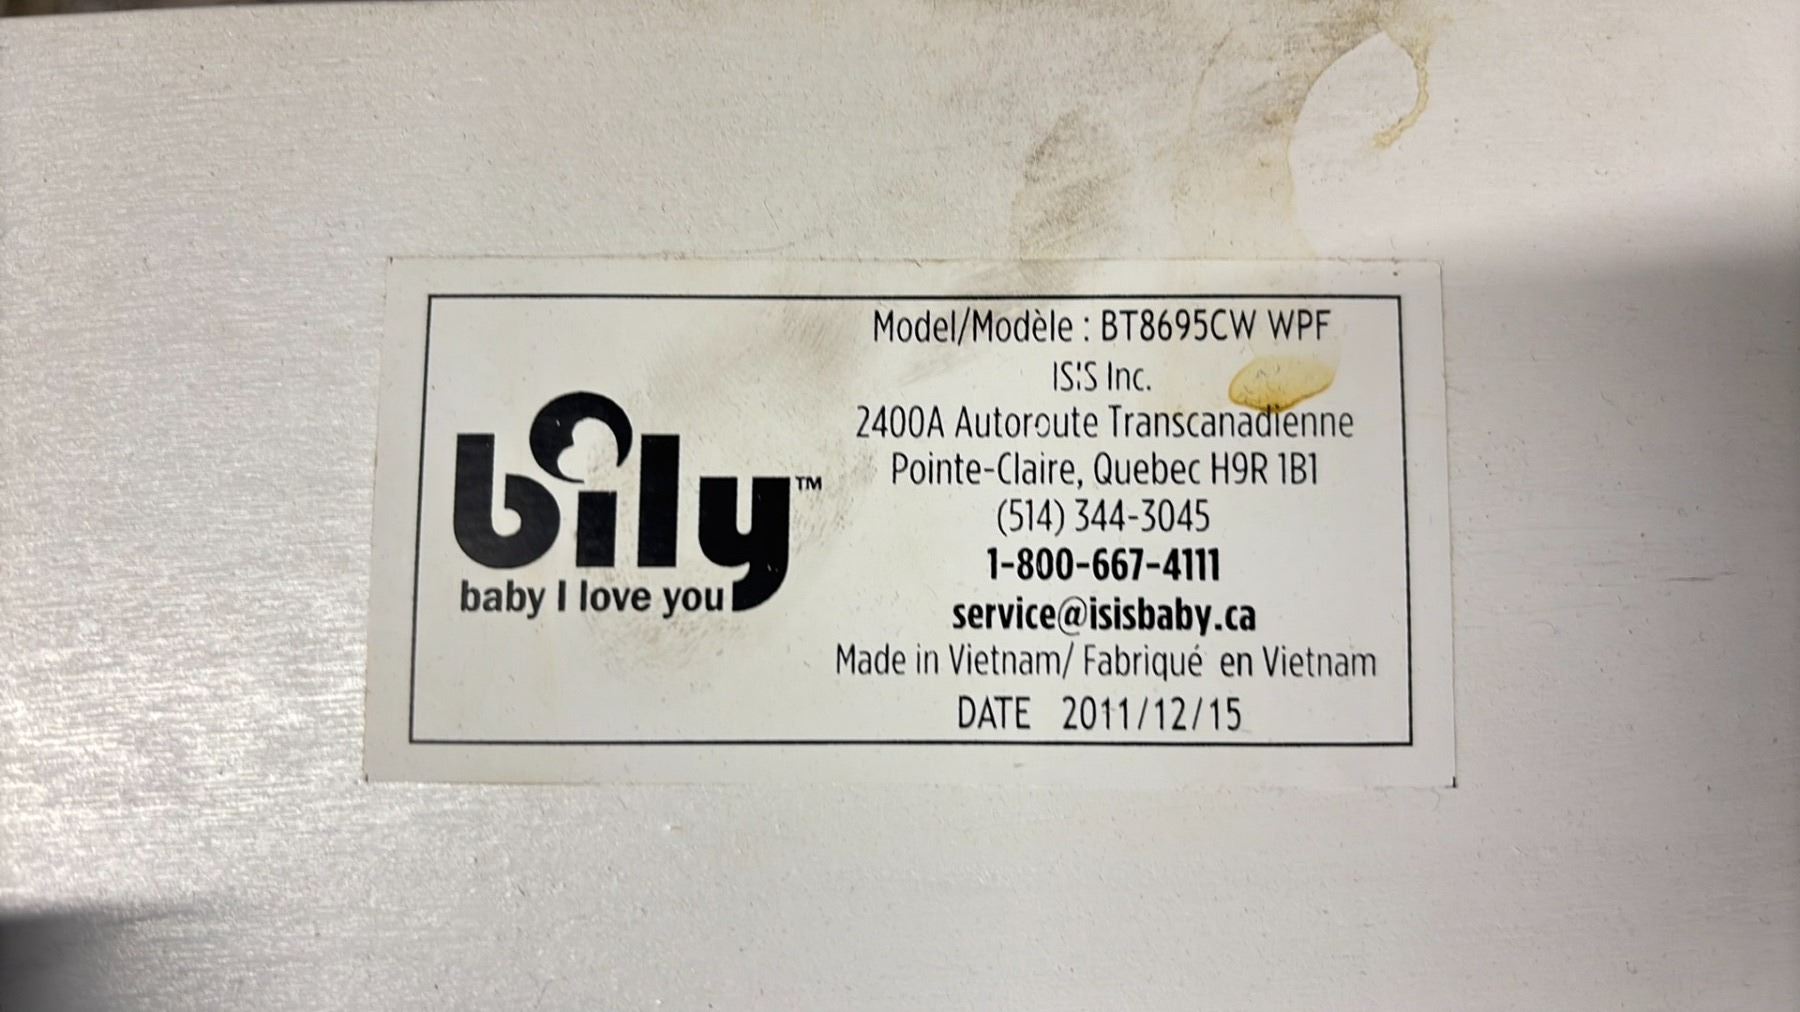 bily™
baby I love you
Model/Modèle : BT8695CW WPF
ISIS Inc.
2400A Autoroute Transcanadienne
Pointe-Claire, Quebec H9R 1B1
(514) 344-3045
1-800-667-4111
service@isisbaby.ca
Made in Vietnam/ Fabriqué en Vietnam
DATE 2011/12/15